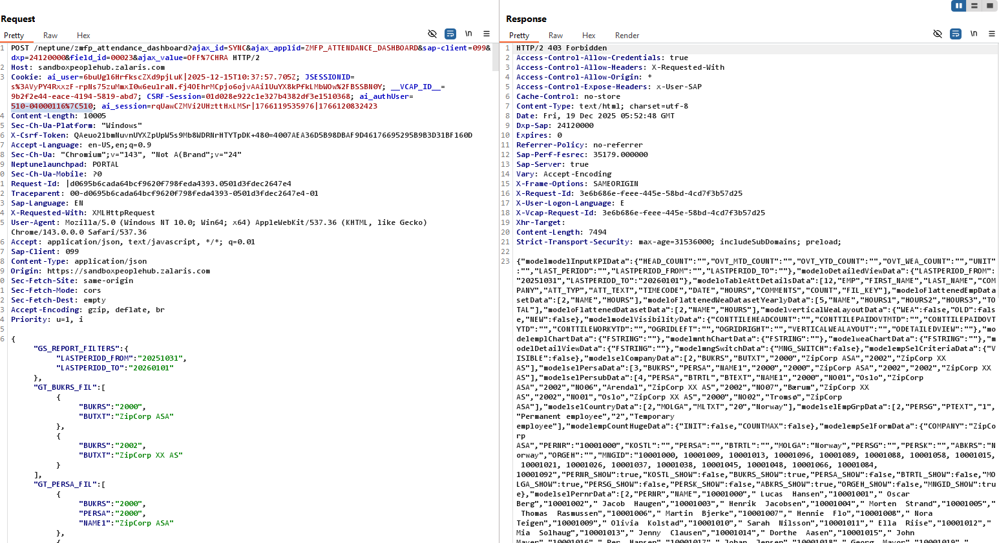 Request
Pretty Raw Hex
\n
1 POST /neptune/zmfp_attendance_dashboard?ajax_id=SYNC&ajax_applid=ZMFP_ATTENDANCE_DASHBOARD&sap-client=099&
dxp=24120000&field_id=00023&ajax_value=OFF%7CHRA HTTP/2
2 Host: sandboxpeoplehub.zalaris.com
3 Cookie: ai_user=6buUgl6HrfkscZXd9pjLuK|2025-12-15T10:37:57.705Z; JSESSIONID=
s%3AVyPY4RxxzF-rpNs75zuMmxI0w6eulraN.fj4OEhrMCpjo6ojvAAi1UuYX8kPfkLMbWOw%2FBSSBN0Y; __VCAP_ID__=
9b2f2e44-eace-4194-5819-abd7; CSRF-Session=01d028e922c1e327b4382df3e1510368; ai_authUser=
510-04000116%7C510; ai_session=rqUawCZMVi2UHzttHxLMSr|1766119535976|1766120832423
4 Content-Length: 10005
5 Sec-Ch-Ua-Platform: "Windows"
6 X-Csrf-Token: QAeuo21bmNuvnUYXZpUpW5s9Mb8WDRNrHTYTpDK+480=4007AEA36D5B98DBAF9D46176695295B9B3D31BF160D
7 Accept-Language: en-US,en;q=0.9
8 Sec-Ch-Ua: "Chromium";v="143", "Not A(Brand";v="24"
9 Neptunelaunchpad: PORTAL
0 Sec-Ch-Ua-Mobile: ?0
1 Request-Id: |d0695b6cada64bcf9620f798feda4393.0501d3fdec2647e4
2 Traceparent: 00-d0695b6cada64bcf9620f798feda4393-0501d3fdec2647e4-01
3 Sap-Language: EN
4 X-Requested-With: XMLHttpRequest
5 User-Agent: Mozilla/5.0 (Windows NT 10.0; Win64; x64) AppleWebKit/537.36 (KHTML, like Gecko)
Chrome/143.0.0.0 Safari/537.36
6 Accept: application/json, text/javascript, */*; q=0.01
7 Sap-Client: 099
8 Content-Type: application/json
9 Origin: https://sandboxpeoplehub.zalaris.com
0 Sec-Fetch-Site: same-origin
1 Sec-Fetch-Mode: cors
2 Sec-Fetch-Dest: empty
3 Accept-Encoding: gzip, deflate, br
4 Priority: u=1, i
5
6 {
"GS_REPORT_FILTERS":{
"LASTPERIOD_FROM":"20251031",
"LASTPERIOD_TO":"20260101"
},
"GT_BUKRS_FIL":[
{
"BUKRS":"2000",
"BUTXT":"ZipCorp ASA"
},
{
"BUKRS":"2002",
"BUTXT":"ZipCorp XX AS"
}
],
"GT_PERSA_FIL":[
{
"BUKRS":"2000",
"PERSA":"2000",
"NAME1":"ZipCorp ASA"
},
{
Response
Pretty Raw Hex Render
\n
1 HTTP/2 403 Forbidden
2 Access-Control-Allow-Credentials: true
3 Access-Control-Allow-Headers: X-Requested-With
4 Access-Control-Allow-Origin: *
5 Access-Control-Expose-Headers: x-User-SAP
6 Cache-Control: no-store
7 Content-Type: text/html; charset=utf-8
8 Date: Fri, 19 Dec 2025 05:52:48 GMT
9 Dxp-Sap: 24120000
10 Expires: 0
11 Referrer-Policy: no-referrer
12 Sap-Perf-Fesrec: 35179.000000
13 Sap-Server: true
14 Vary: Accept-Encoding
15 X-Frame-Options: SAMEORIGIN
16 X-Request-Id: 3e6b686e-feee-445e-58bd-4cd7f3b57d25
17 X-User-Logon-Language: E
18 X-Vcap-Request-Id: 3e6b686e-feee-445e-58bd-4cd7f3b57d25
19 Xhr-Target:
20 Content-Length: 7494
21 Strict-Transport-Security: max-age=31536000; includeSubDomains; preload;
22
23 {"modelmodelInputKPIData":{"HEAD_COUNT":"","OVT_MTD_COUNT":"","OVT_YTD_COUNT":"","OVT_WEA_COUNT":"","UNIT"
:"","LAST_PERIOD":"","LASTPERIOD_FROM":"","LASTPERIOD_TO":""},"modeloDetailedViewData":{"LASTPERIOD_FROM":
"20251031","LASTPERIOD_TO":"20260101"},"modeloTableAttDetailsData":[12,"EMP","FIRST_NAME","LAST_NAME","COM
PANY","ATT_TYP","ATT_TEXT","TIMECODE","DATE","HOURS","COMMENTS","COUNT","FIL_KEY"],"modeloFlattenedEmpData
setData":[2,"NAME","HOURS"],"modeloFlattenedWeaDatasetYearlyData":[5,"NAME","HOURS1","HOURS2","HOURS3","TO
TAL"],"modeloFlattenedDatasetData":[2,"NAME","HOURS"],"modelverticalWeaLayoutData":{"WEA":false,"OLD":fals
e,"NEW":false},"modelmodelVisibilityData":{"CONTTILEHEADCOUNT":"","CONTTILEPAIDOVTMTD":"","CONTTILEPAIDOVT
YTD":"","CONTTILEWORKYTD":"","OGRIDLEFT":"","OGRIDRIGHT":"","VERTICALWEALAYOUT":"","ODETAILEDVIEW":""},"mo
delemplChartData":{"FSTRING":""},"modelmnthChartData":{"FSTRING":""},"modelweaChartData":{"FSTRING":""},"m
odelDetailViewData":{"FSTRING":""},"modelmngSwitchData":{"MNG_SWITCH":false},"modelempSelCriteriaData":{"V
ISIBLE":false},"modelselCompanyData":[2,"BUKRS","BUTXT","2000","ZipCorp ASA","2002","ZipCorp XX
AS"],"modelselPersaData":[3,"BUKRS","PERSA","NAME1","2000","2000","ZipCorp ASA","2002","2002","ZipCorp XX
AS"],"modelselPersubData":[4,"PERSA","BTRTL","BTEXT","NAME1","2000","NO01","Oslo","ZipCorp
ASA","2002","NO06","Arendal","ZipCorp XX AS","2002","NO07","Bærum","ZipCorp XX
AS","2002","NO01","Oslo","ZipCorp XX AS","2000","NO02","Tromsø","ZipCorp
ASA"],"modelselCountryData":[2,"MOLGA","MLTXT","20","Norway"],"modelselEmpGrpData":[2,"PERSG","PTEXT","1",
"Permanent employee","2","Temporary
employee"],"modelempCountHugeData":{"INIT":false,"COUNTMAX":false},"modelempSelFormData":{"COMPANY":"ZipCo
rp
ASA","PERNR":"10001000","KOSTL":"","PERSA":"","BTRTL":"","MOLGA":"Norway","PERSG":"","PERSK":"","ABKRS":"N
orway","ORGEH":"","MNGID":"10001000, 10001009, 10001013, 10001096, 10001089, 10001088, 10001058, 10001015,
10001021, 10001026, 10001037, 10001038, 10001045, 10001048, 10001066, 10001084,
10001092","PERNR_SHOW":true,"KOSTL_SHOW":false,"BUKRS_SHOW":true,"PERSA_SHOW":false,"BTRTL_SHOW":false,"MO
LGA_SHOW":true,"PERSG_SHOW":false,"PERSK_SHOW":false,"ABKRS_SHOW":true,"ORGEH_SHOW":false,"MNGID_SHOW":tru
e},"modelselPernrData":[2,"PERNR","NAME","10001000"," Lucas Hansen","10001001"," Oscar
Berg","10001002"," Jacob Haugen","10001003"," Henrik Jacobsen","10001004"," Morten Strand","10001005","
Thomas Rasmussen","10001006"," Martin Bjerke","10001007"," Hennie Flo","10001008"," Nora
Teigen","10001009"," Olivia Kolstad","10001010"," Sarah Nilsson","10001011"," Ella Riise","10001012","
Mia Solhaug","10001013"," Jenny Clausen","10001014"," Dorthe Aasen","10001015"," John
Mayer","10001016"," Per Hansen","10001017"," Johan Jensen","10001018"," Georg Mayor","10001019","